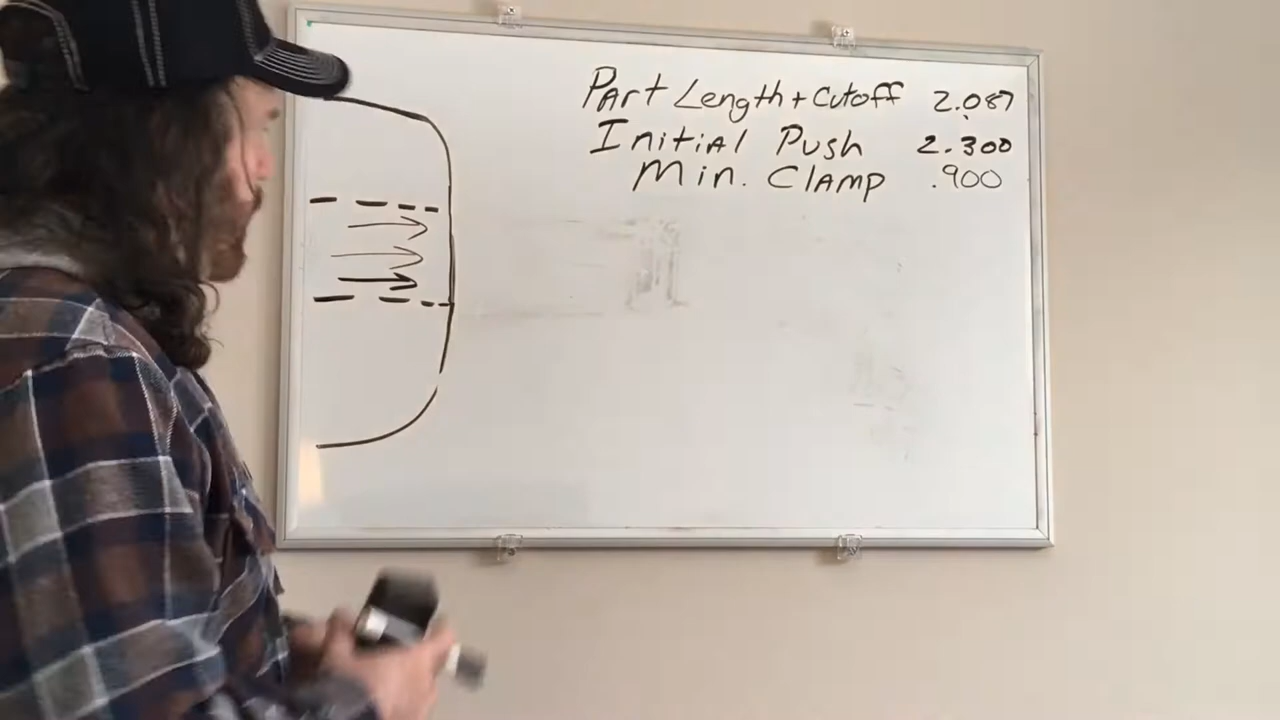 Part Length + Cutoff 2.087
Initial Push 2.300
Min. Clamp .900